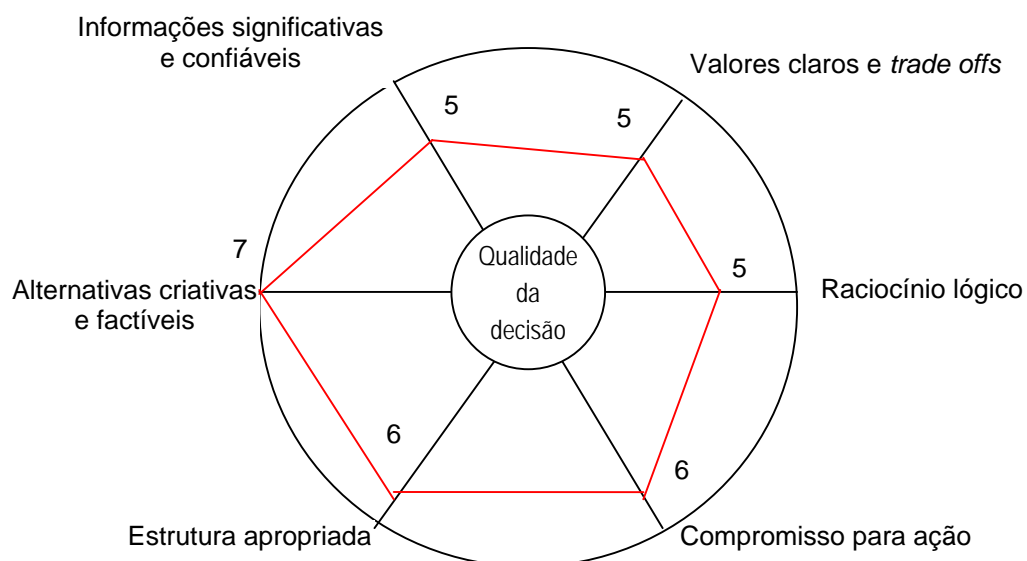 Informações significativas
e confiáveis
Valores claros e trade offs
5
5
7
Qualidade
da
decisão
5
Alternativas criativas
e factíveis
Raciocínio lógico
6
6
Estrutura apropriada
Compromisso para ação